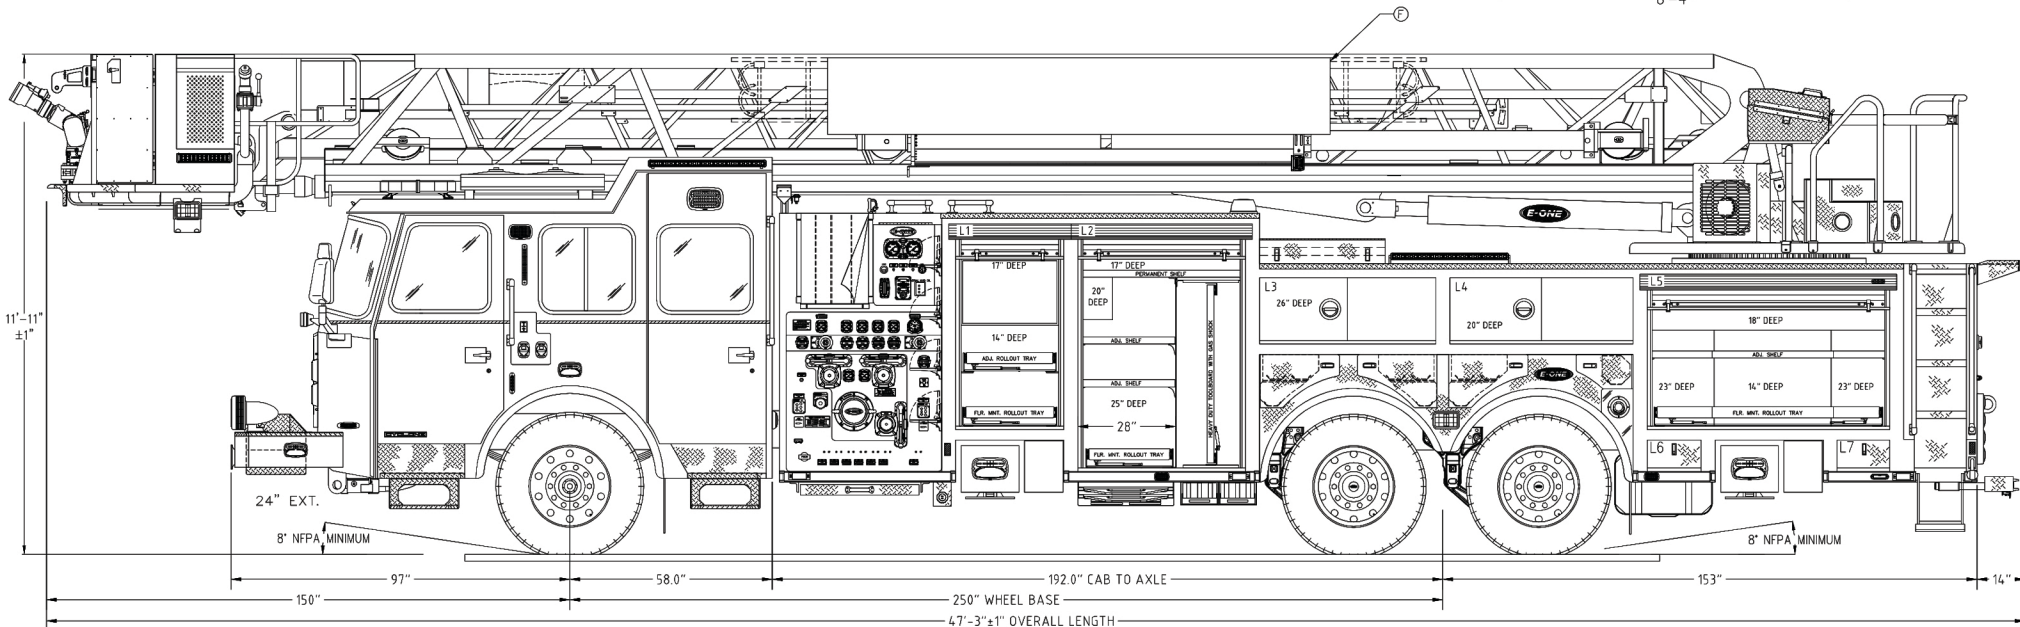 6'-4"
F
E-ONE
E-ONE
L1
L2
17" DEEP
17" DEEP
PERMANENT SHELF
20"
DEEP
L3
26" DEEP
L4
20" DEEP
L5
18" DEEP
11'-11"
±1"
14" DEEP
ADJ. ROLLOUT TRAY
ADJ. SHELF
HEAVY DUTY TOOLBOARD WITH GAS SHOCK
ADJ. SHELF
ADJ. SHELF
E-ONE
23" DEEP
14" DEEP
23" DEEP
25" DEEP
FLR. MNT. ROLLOUT TRAY
FLR. MNT. ROLLOUT TRAY
28"
L6
L7
FLR. MNT. ROLLOUT TRAY
24" EXT.
8° NFPA MINIMUM
8° NFPA MINIMUM
97"
58.0"
192.0" CAB TO AXLE
153"
14"
150"
250" WHEEL BASE
47'-3"±1" OVERALL LENGTH